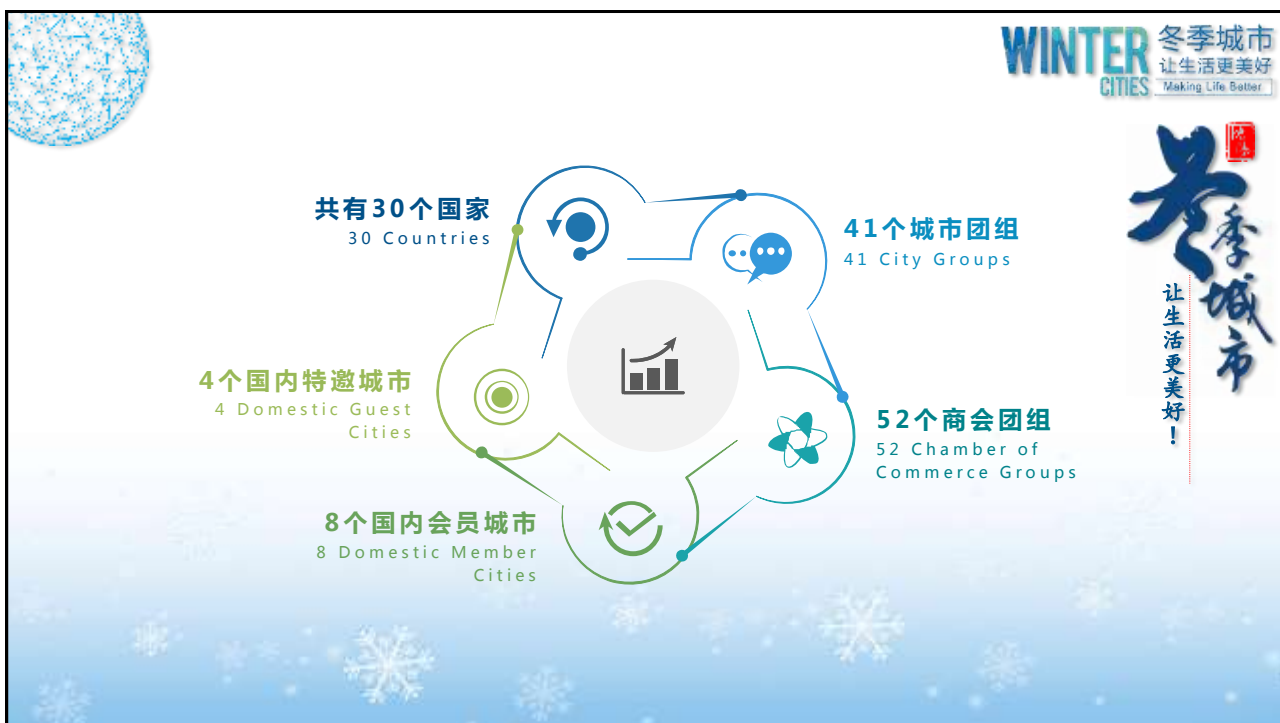 WINTER
CITIES
冬季城市
让生活更美好
Making Life Better
共有30个国家
30 Countries
41个城市团组
41 City Groups
4个国内特邀城市
4 Domestic Guest
Cities
52个商会团组
52 Chamber of
Commerce Groups
8个国内会员城市
8 Domestic Member
Cities
冬季城市
让生活更美好！